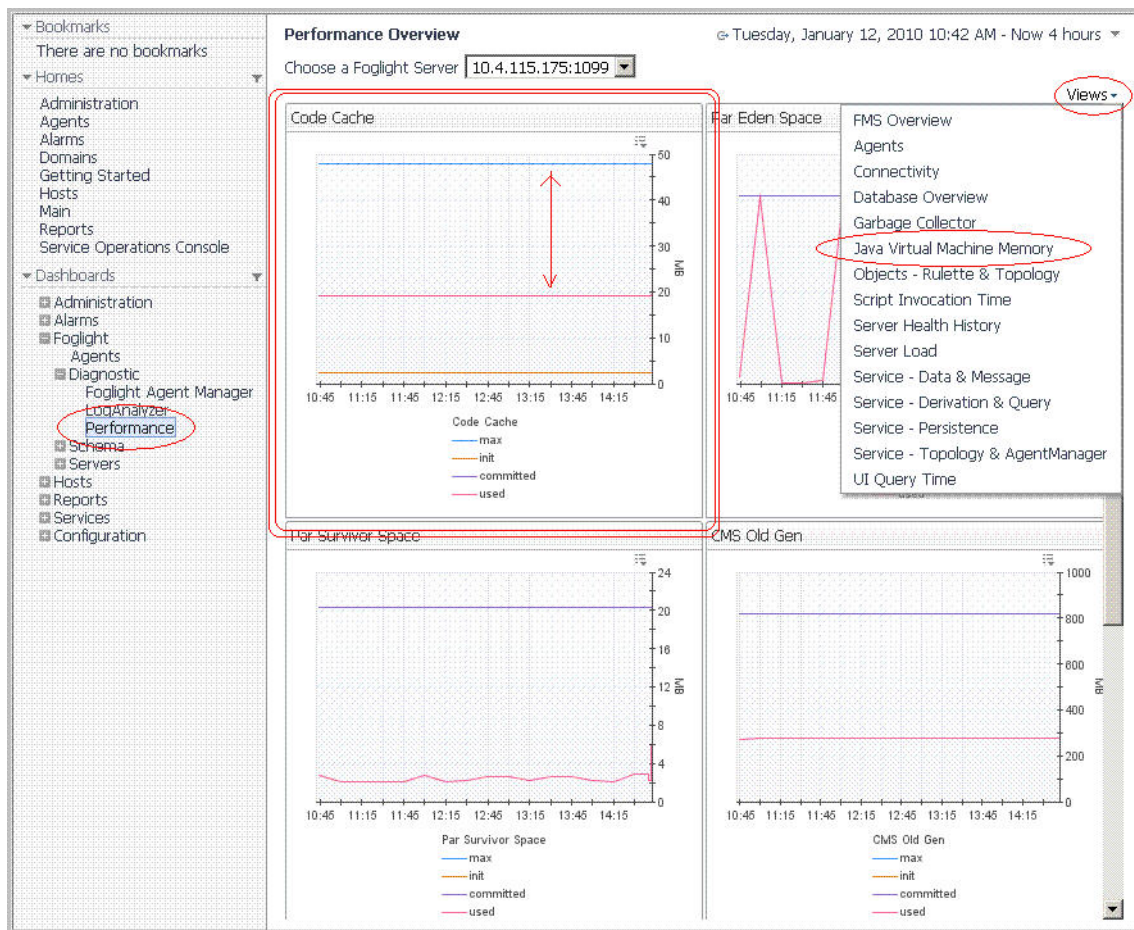 Bookmarks
There are no bookmarks
Homes
Administration
Agents
Alarms
Domains
Getting Started
Hosts
Main
Reports
Service Operations Console
Dashboards
Administration
Alarms
Foglight
Agents
Diagnostic
Foglight Agent Manager
LogAnalyzer
Performance
Schema
Servers
Hosts
Reports
Services
Configuration
Performance Overview
Tuesday, January 12, 2010 10:42 AM - Now 4 hours
Choose a Foglight Server 10.4.115.175:1099
Views
FMS Overview
Agents
Connectivity
Database Overview
Garbage Collector
Java Virtual Machine Memory
Objects - Rulette & Topology
Script Invocation Time
Server Health History
Server Load
Service - Data & Message
Service - Derivation & Query
Service - Persistence
Service - Topology & AgentManager
UI Query Time
Code Cache
50
40
30
MB
20
10
0
10:45 11:15 11:45 12:15 12:45 13:15 13:45 14:15
Code Cache
max
init
committed
used
Par Eden Space
10:45 11:15 11:45
used
Par Survivor Space
24
20
16
12 MB
8
4
0
10:45 11:15 11:45 12:15 12:45 13:15 13:45 14:15
Par Survivor Space
max
init
committed
used
CMS Old Gen
1000
800
600
MB
400
200
0
10:45 11:15 11:45 12:15 12:45 13:15 13:45 14:15
CMS Old Gen
max
init
committed
used